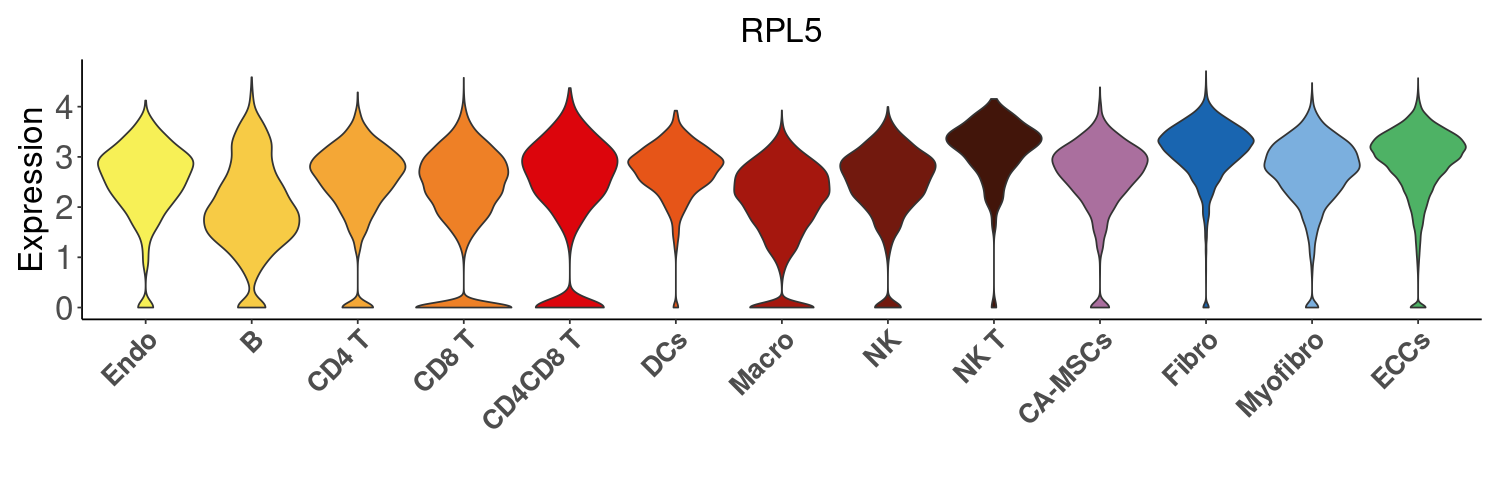 RPL5
Expression
4
3
2
1
0
Endo
B
CD4 T
CD8 T
CD4CD8 T
DCs
Macro
NK
NK T
CA-MSCs
Fibro
Myofibro
ECCs